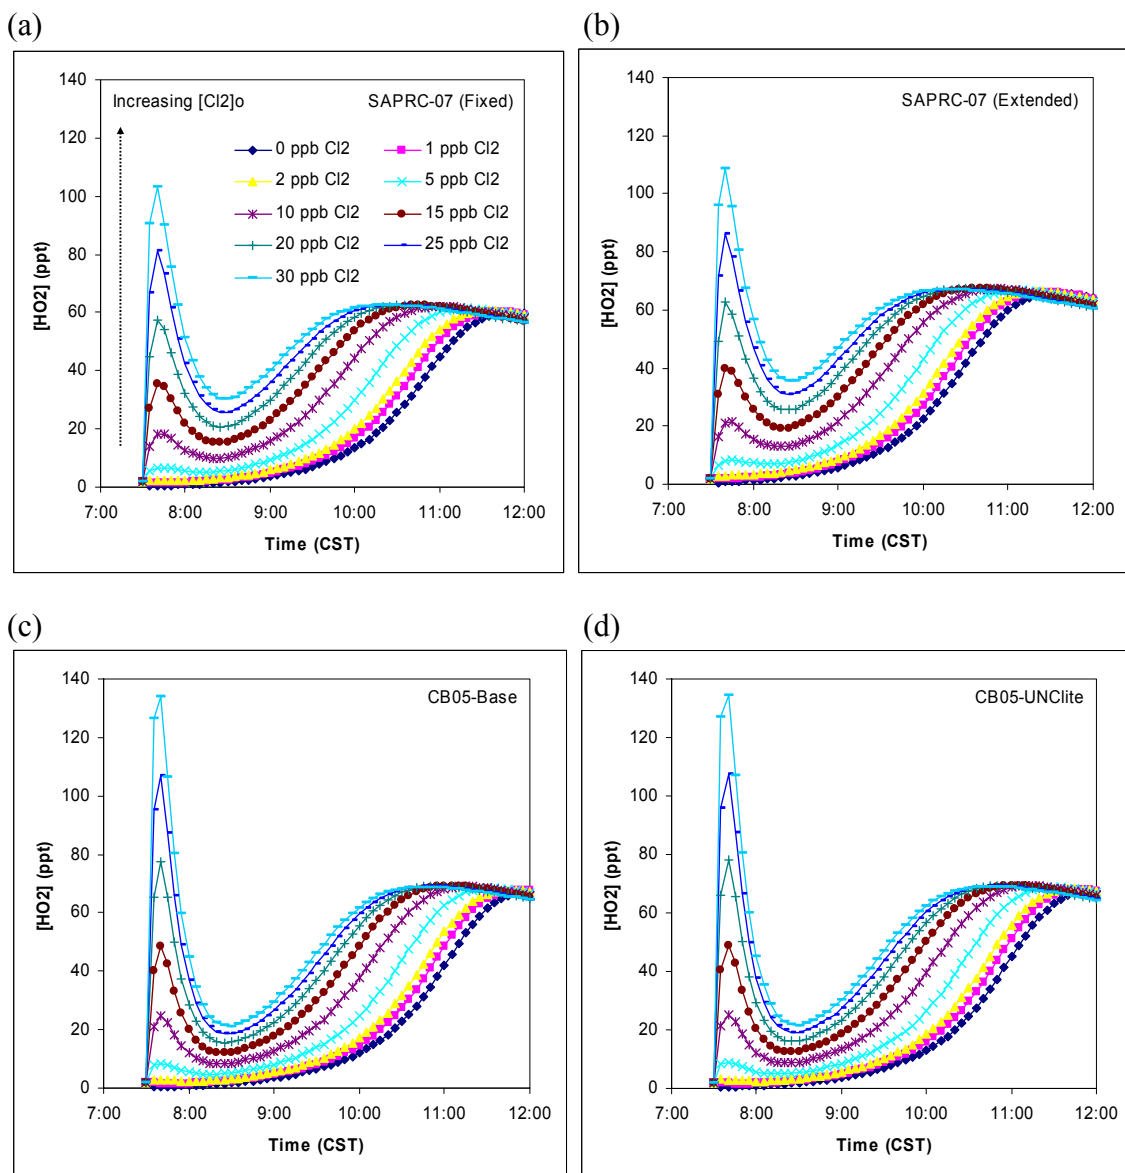 (a)
Increasing [Cl2]o
SAPRC-07 (Fixed)
0 ppb Cl2
1 ppb Cl2
2 ppb Cl2
5 ppb Cl2
10 ppb Cl2
15 ppb Cl2
20 ppb Cl2
25 ppb Cl2
30 ppb Cl2
[HO2] (ppt)
140
120
100
80
60
40
20
0
7:00 8:00 9:00 10:00 11:00 12:00
Time (CST)
(b)
SAPRC-07 (Extended)
[HO2] (ppt)
140
120
100
80
60
40
20
0
7:00 8:00 9:00 10:00 11:00 12:00
Time (CST)
(c)
CB05-Base
[HO2] (ppt)
140
120
100
80
60
40
20
0
7:00 8:00 9:00 10:00 11:00 12:00
Time (CST)
(d)
CB05-UNClite
[HO2] (ppt)
140
120
100
80
60
40
20
0
7:00 8:00 9:00 10:00 11:00 12:00
Time (CST)